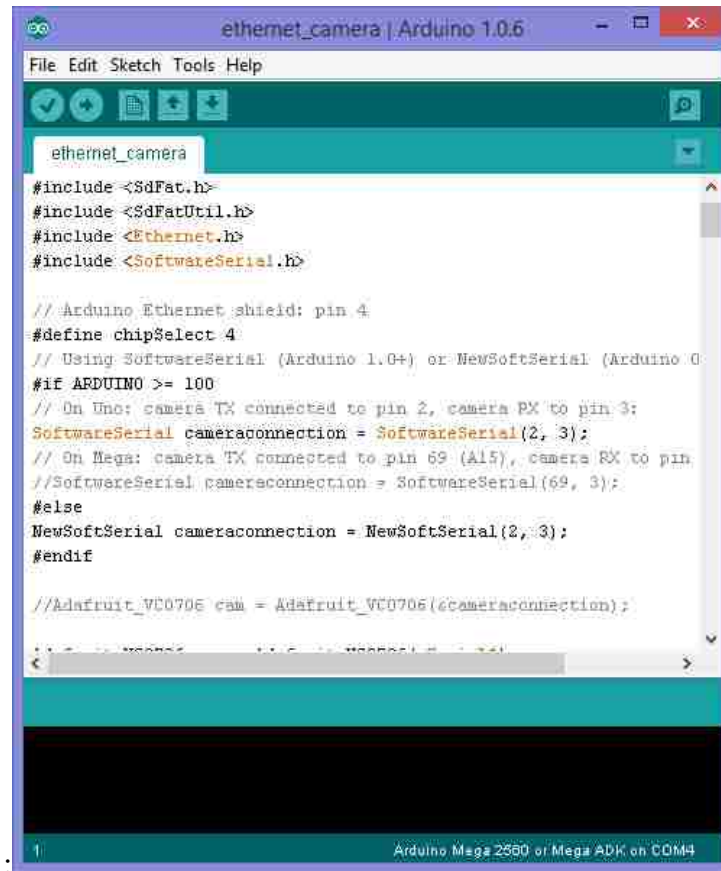 ethernet_camera | Arduino 1.0.6
File Edit Sketch Tools Help
ethernet_camera
#include <SdFat.h>
#include <SdFatUtil.h>
#include <Ethernet.h>
#include <SoftwareSerial.h>
// Arduino Ethernet shield: pin 4
#define chipSelect 4
// Using SoftwareSerial (Arduino 1.0+) or NewSoftSerial (Arduino 0
#if ARDUINO >= 100
// On Uno: camera TX connected to pin 2, camera RX to pin 3:
SoftwareSerial cameraconnection = SoftwareSerial(2, 3);
// On Mega: camera TX connected to pin 69 (A15), camera RX to pin
//SoftwareSerial cameraconnection = SoftwareSerial(69, 3);
#else
NewSoftSerial cameraconnection = NewSoftSerial(2, 3);
#endif
//Adafruit_VC0706 cam = Adafruit_VC0706(&cameraconnection);
1
Arduino Mega 2560 or Mega ADK on COM4
.